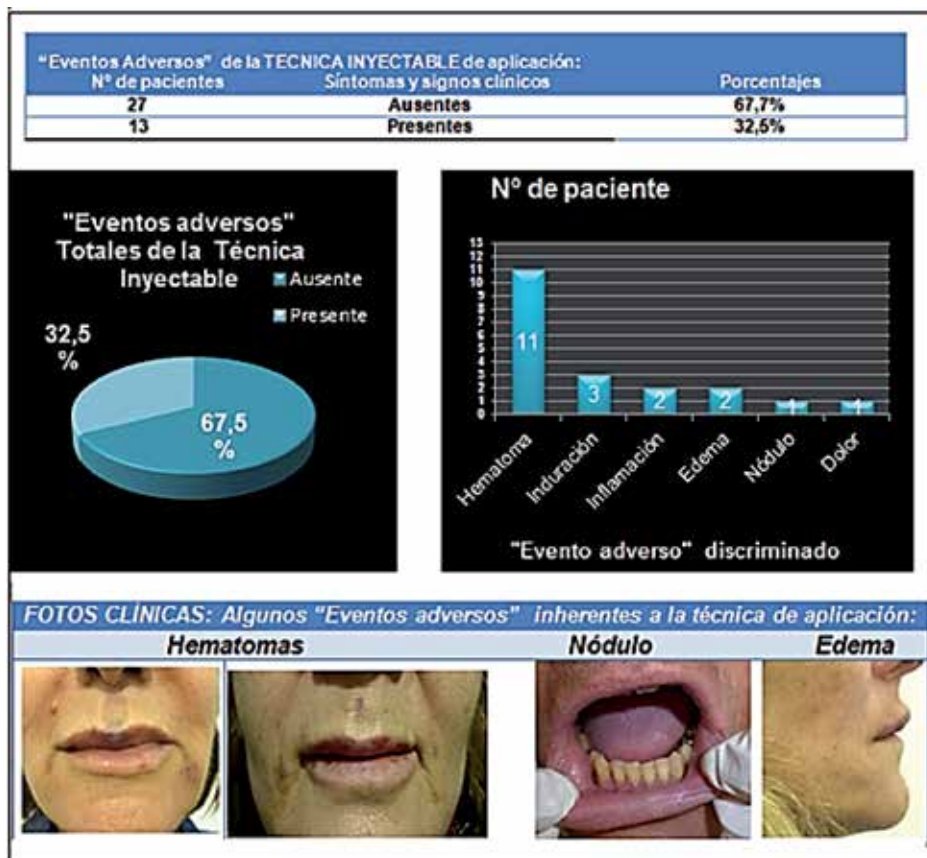 "Eventos Adversos" de la TECNICA INYECTABLE de aplicación:
Nº de pacientes Síntomas y signos clínicos Porcentajes
27 Ausentes 67,7%
13 Presentes 32,5%
"Eventos adversos"
Totales de la Técnica
Inyectable
Ausente
Presente
32,5
%
67,5
%
Nº de paciente
13
12
11
10
9
8
7
6
5
4
3
2
1
0
11
3
2
2
1
1
Hematoma
Induración
Inflamación
Edema
Nódulo
Dolor
"Evento adverso" discriminado
FOTOS CLÍNICAS: Algunos "Eventos adversos" inherentes a la técnica de aplicación:
Hematomas Nódulo Edema